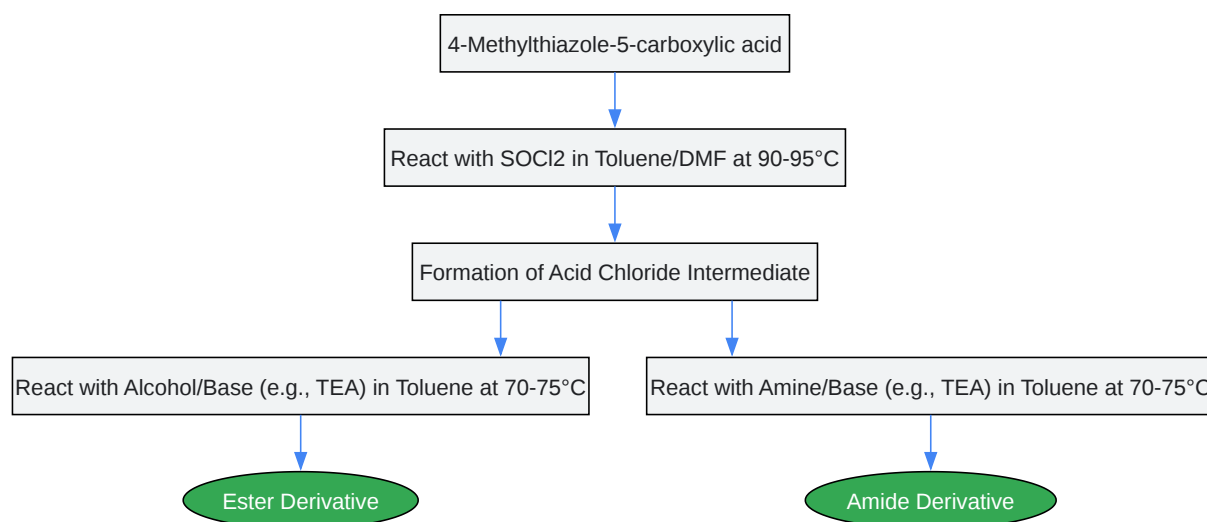 4-Methylthiazole-5-carboxylic acid
React with SOCl2 in Toluene/DMF at 90-95°C
Formation of Acid Chloride Intermediate
React with Alcohol/Base (e.g., TEA) in Toluene at 70-75°C
React with Amine/Base (e.g., TEA) in Toluene at 70-75°C
Ester Derivative
Amide Derivative